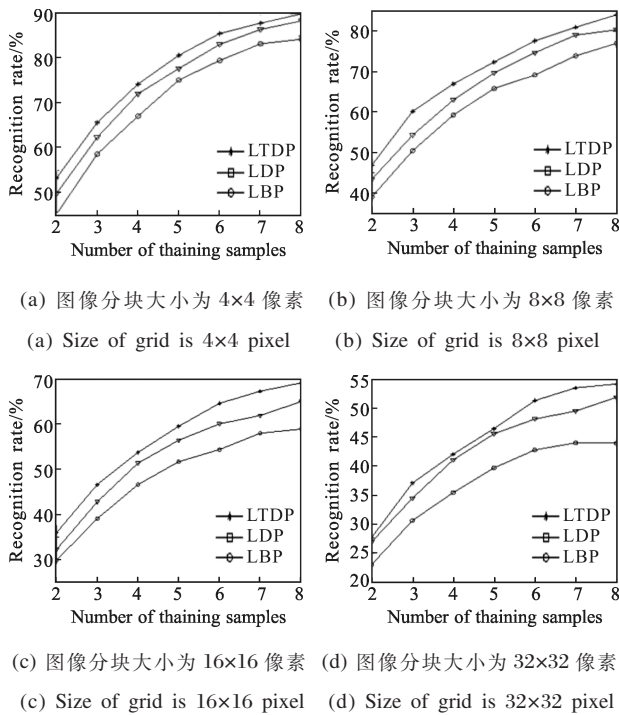 Recognition rate/%
90
80
70
60
50
LTDP
LDP
LBP
2 3 4 5 6 7 8
Number of thaining samples
Recognition rate/%
80
70
60
50
40
LTDP
LDP
LBP
2 3 4 5 6 7 8
Number of thaining samples
(a) 图像分块大小为 4×4 像素
(a) Size of grid is 4×4 pixel
(b) 图像分块大小为 8×8 像素
(b) Size of grid is 8×8 pixel
Recognition rate/%
70
60
50
40
30
LTDP
LDP
LBP
2 3 4 5 6 7 8
Number of thaining samples
Recognition rate/%
55
50
45
40
35
30
25
20
LTDP
LDP
LBP
2 3 4 5 6 7 8
Number of thaining samples
(c) 图像分块大小为 16×16 像素
(c) Size of grid is 16×16 pixel
(d) 图像分块大小为 32×32 像素
(d) Size of grid is 32×32 pixel